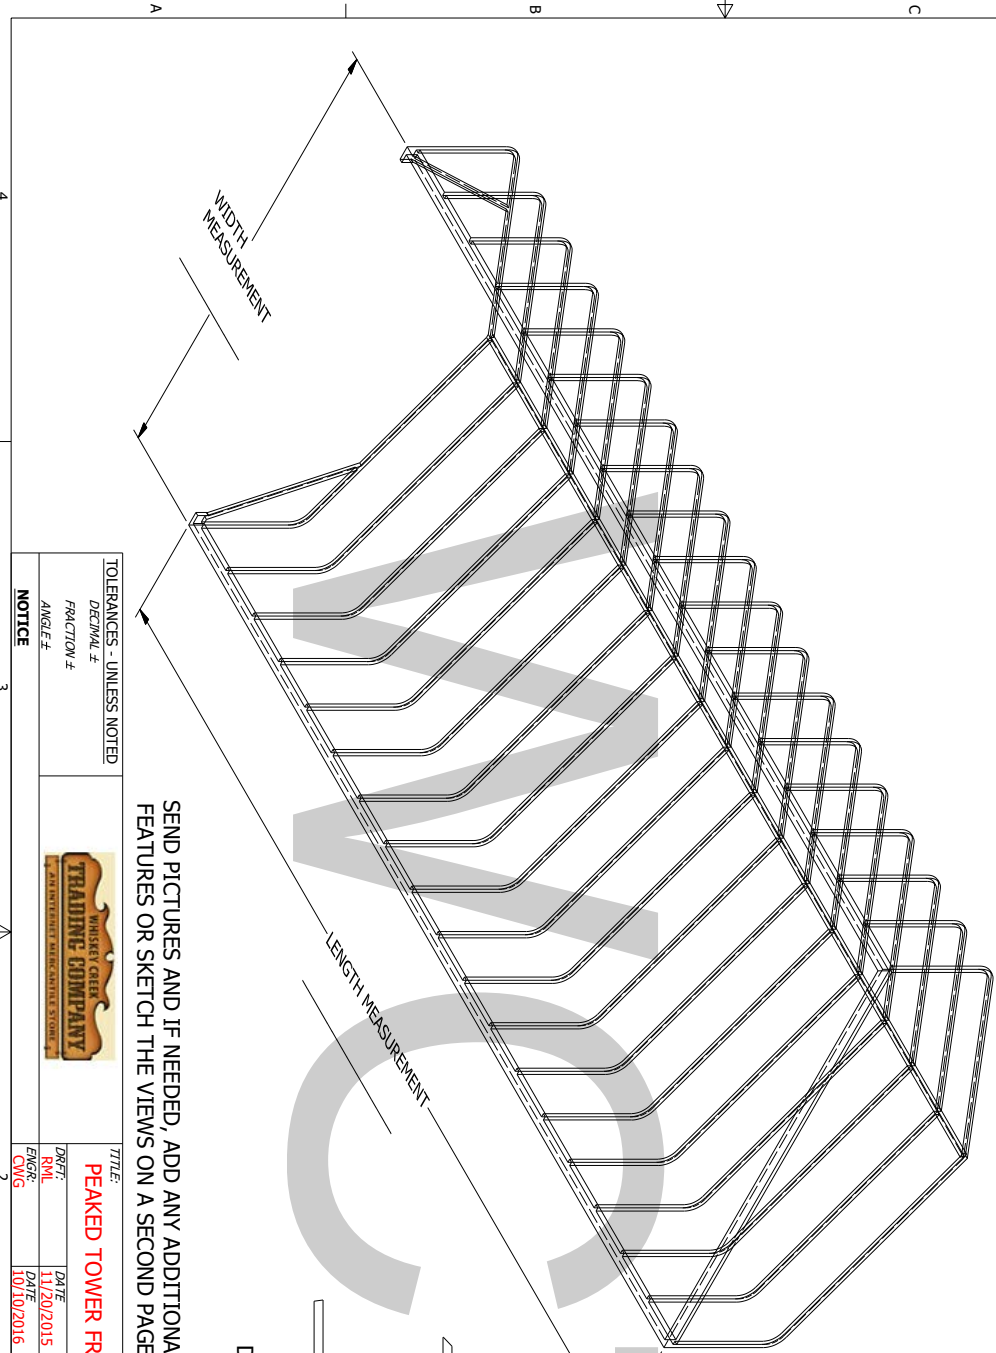 C
B
A
4
3
2
WIDTH
MEASUREMENT
LENGTH MEASUREMENT
SEND PICTURES AND IF NEEDED, ADD ANY ADDITIONA
FEATURES OR SKETCH THE VIEWS ON A SECOND PAGE
TOLERANCES - UNLESS NOTED
DECIMAL ±
FRACTION ±
ANGLE ±
NOTICE
WHISKEY CREEK
TRADING COMPANY
AN INTERNET MERCANTILE STORE
TITLE:
PEAKED TOWER FR
DRFT:
RML
DATE
11/20/2015
ENGR:
CWG
DATE
10/10/2016
D
WC